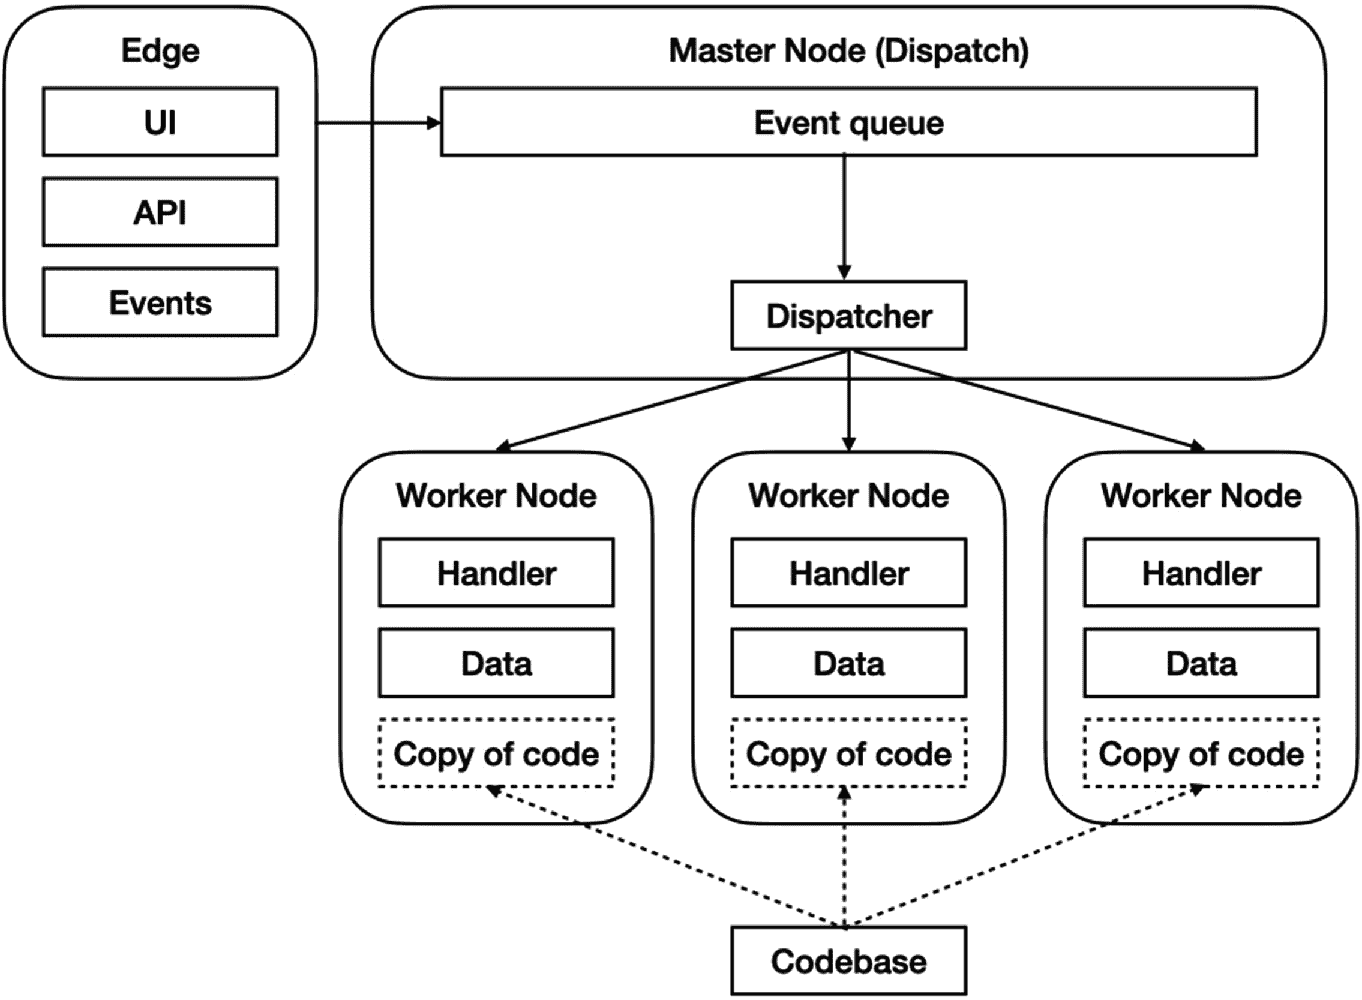 Edge
UI
API
Events
Master Node (Dispatch)
Event queue
Dispatcher
Worker Node
Handler
Data
Copy of code
Worker Node
Handler
Data
Copy of code
Worker Node
Handler
Data
Copy of code
Codebase